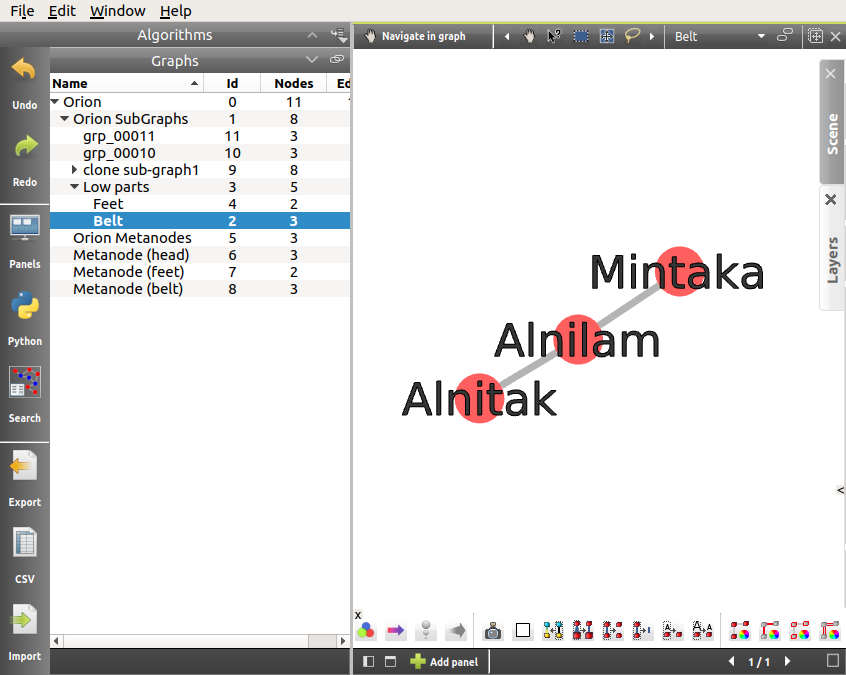 File Edit Window Help
Algorithms
Graphs
Name Id Nodes Ed
Orion 0 11
Orion SubGraphs 1 8
grp_00011 11 3
grp_00010 10 3
clone sub-graph1 9 8
Low parts 3 5
Feet 4 2
Belt 2 3
Orion Metanodes 5 3
Metanode (head) 6 3
Metanode (feet) 7 2
Metanode (belt) 8 3
Undo
Redo
Panels
Python
Search
Export
CSV
Import
Navigate in graph Belt
Scene
Layers
Mintaka
Alnilam
Alnitak
<
x
Add panel 1 / 1